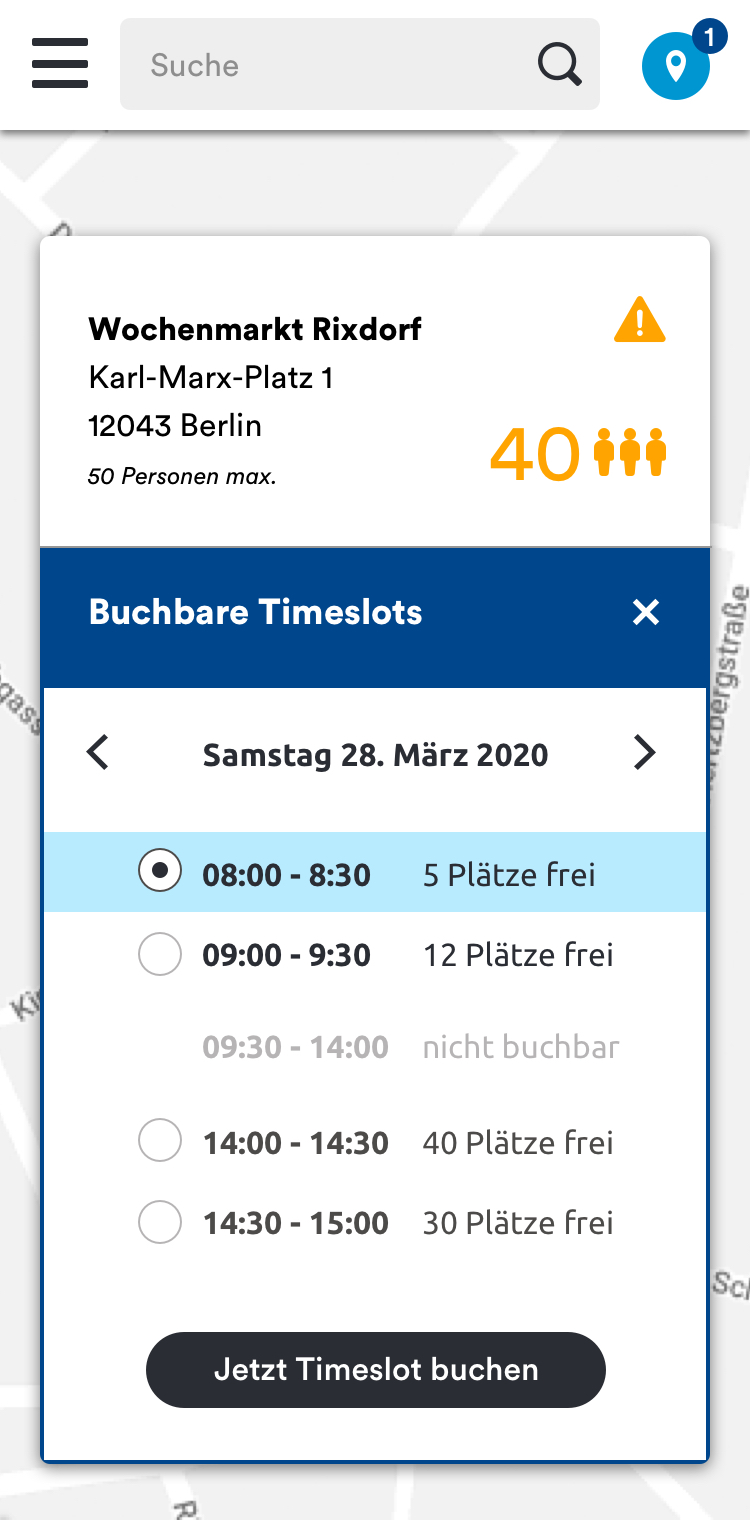 Suche
1
Wochenmarkt Rixdorf
Karl-Marx-Platz 1
12043 Berlin
50 Personen max.
40
Buchbare Timeslots
Samstag 28. März 2020
08:00 - 8:30 5 Plätze frei
09:00 - 9:30 12 Plätze frei
09:30 - 14:00 nicht buchbar
14:00 - 14:30 40 Plätze frei
14:30 - 15:00 30 Plätze frei
Jetzt Timeslot buchen